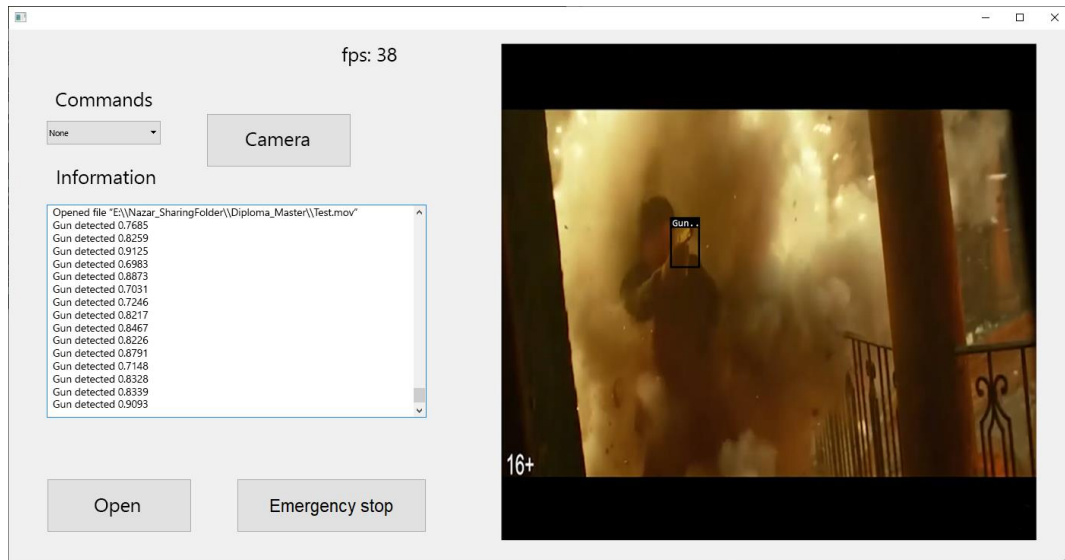 fps: 38
Commands
None
Camera
Information
Opened file "E:\\Nazar_SharingFolder\\Diploma_Master\\Test.mov"
Gun detected 0.7685
Gun detected 0.8259
Gun detected 0.9125
Gun detected 0.6983
Gun detected 0.8873
Gun detected 0.7031
Gun detected 0.7246
Gun detected 0.8217
Gun detected 0.8467
Gun detected 0.8226
Gun detected 0.8791
Gun detected 0.7148
Gun detected 0.8328
Gun detected 0.8339
Gun detected 0.9093
Open
Emergency stop
Gun..
16+